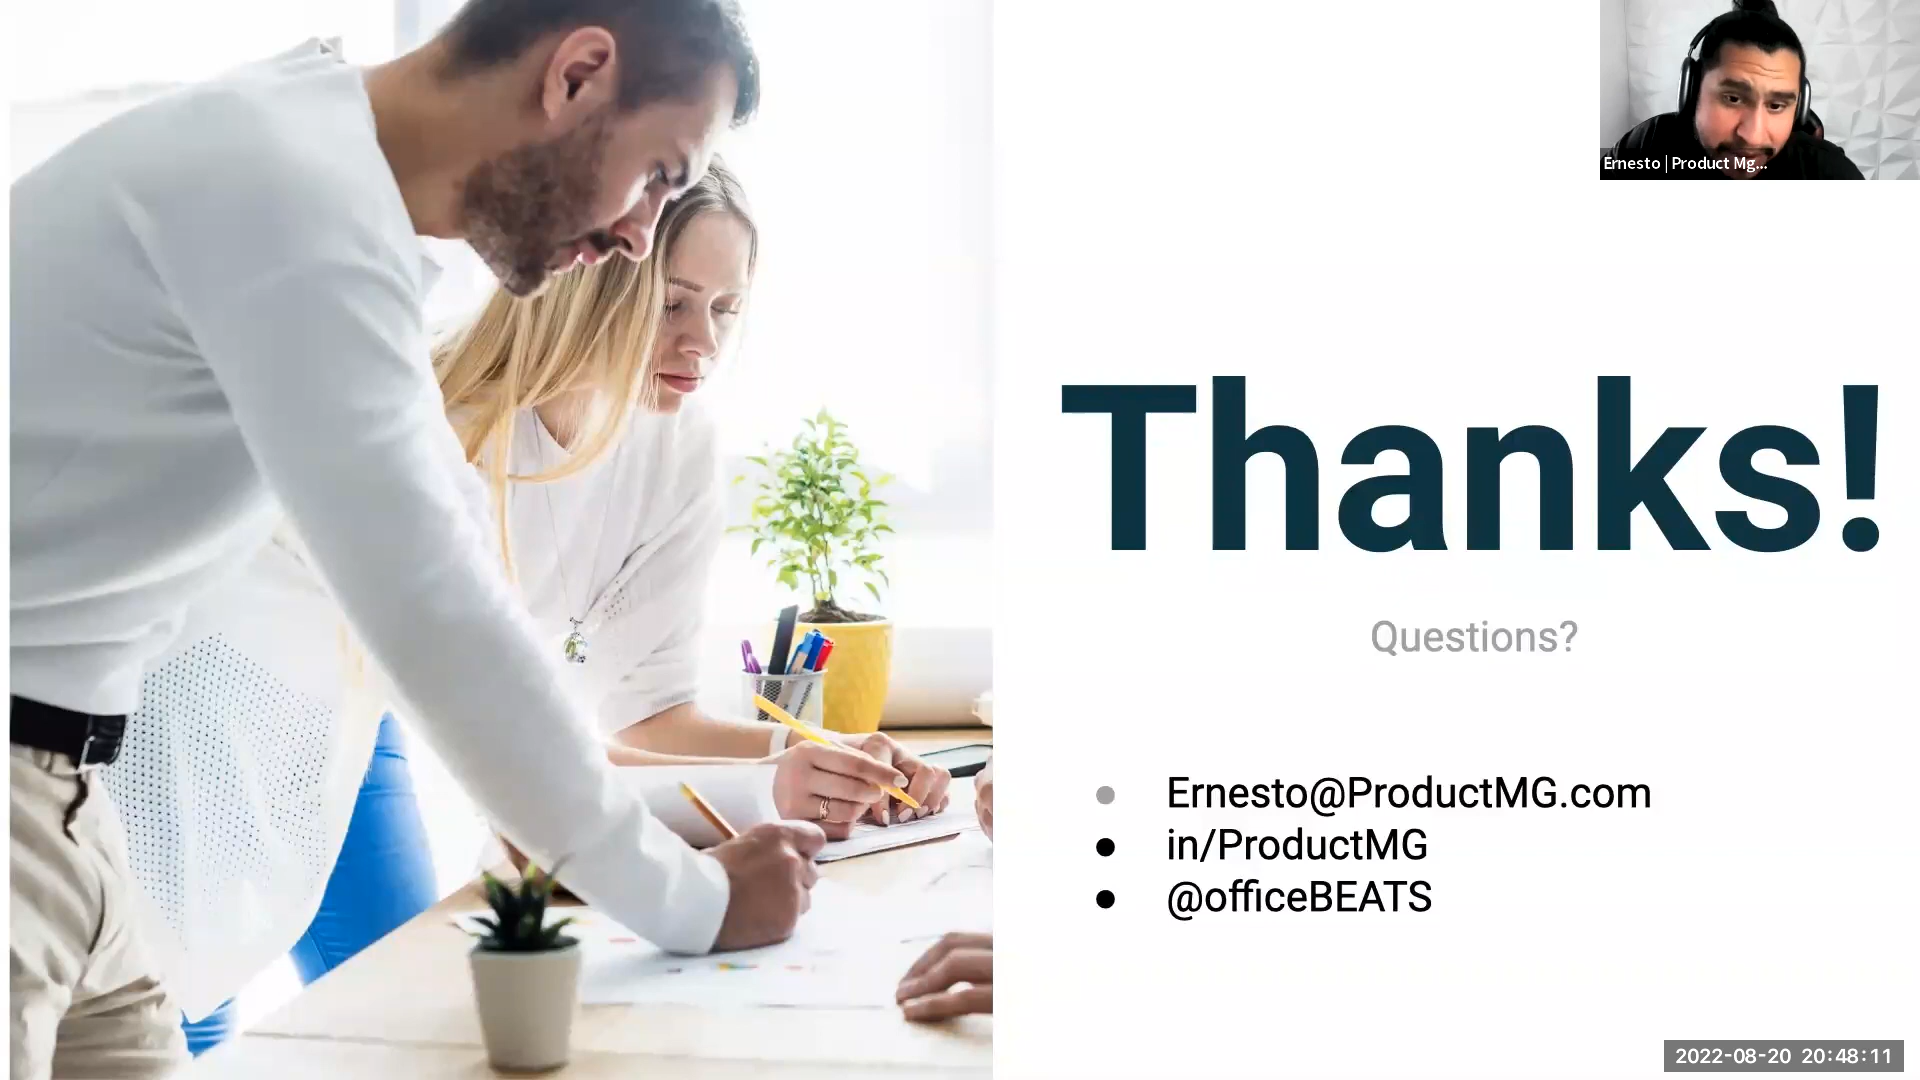 Ernesto | Product Mg...
Thanks!
Questions?
Ernesto@ProductMG.com
in/ProductMG
@officeBEATS
2022-08-20 20:48:11